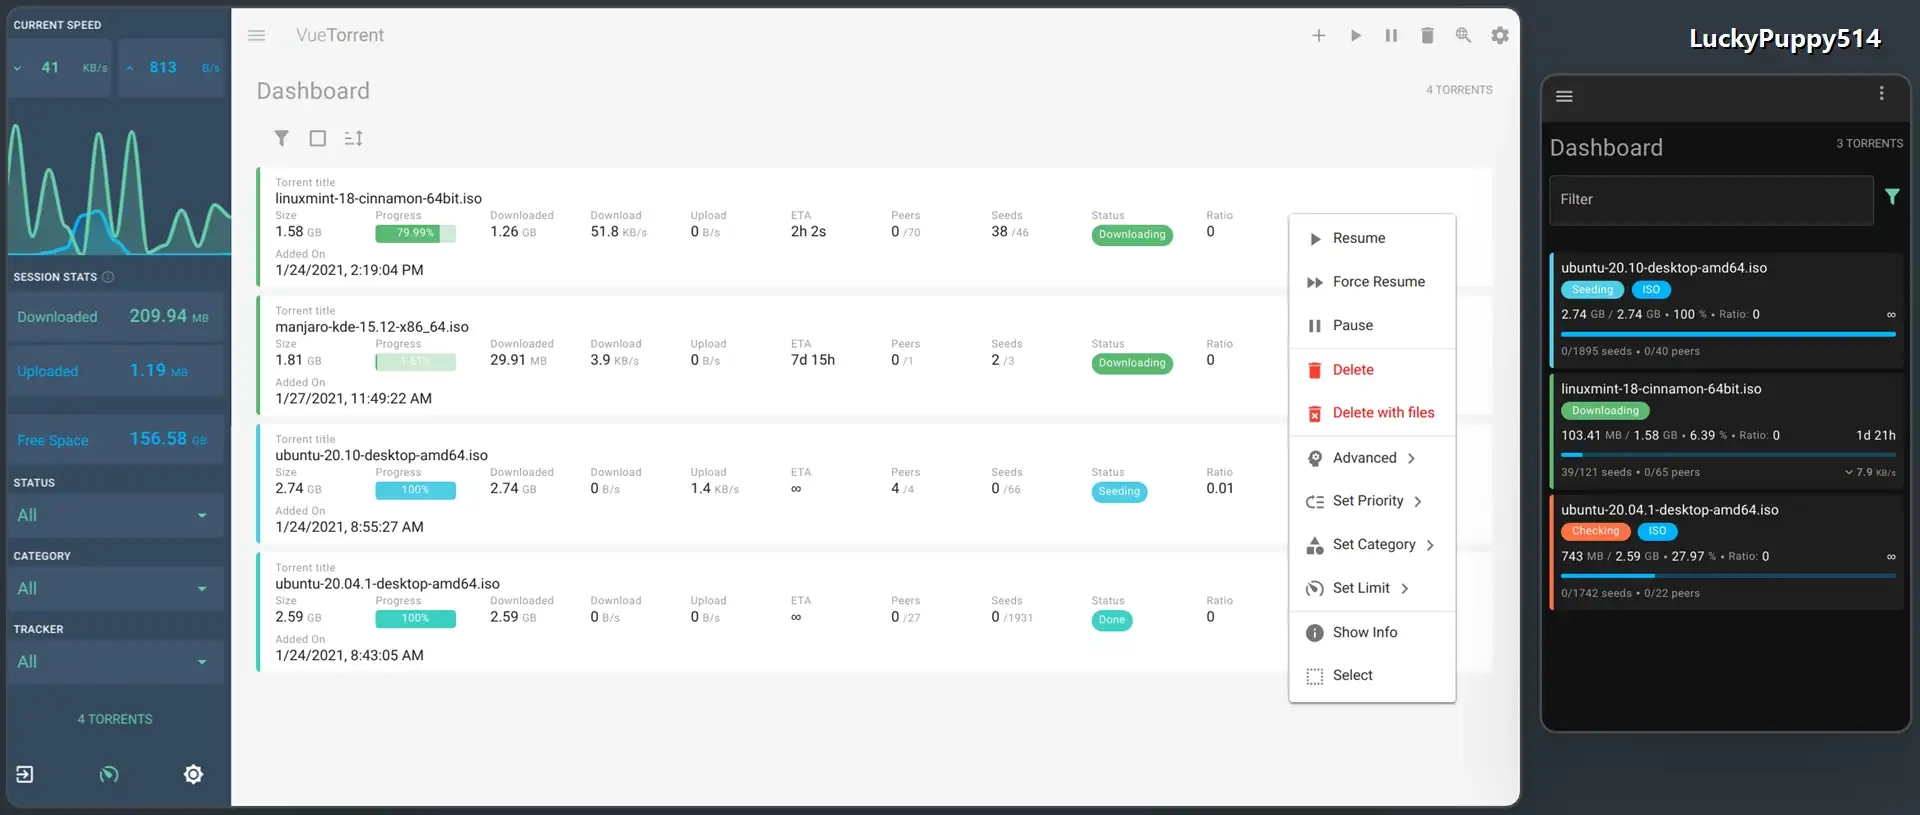 CURRENT SPEED
41 KB/s 813 B/s
SESSION STATS
Downloaded 209.94 MB
Uploaded 1.19 MB
Free Space 156.58 GB
STATUS
All
CATEGORY
All
TRACKER
All
4 TORRENTS
VueTorrent
Dashboard
4 TORRENTS
Torrent title
linuxmint-18-cinnamon-64bit.iso
Size Progress Downloaded Download Upload ETA Peers Seeds Status Ratio
1.58 GB 79.99% 1.26 GB 51.8 KB/s 0 B/s 2h 2s 0 /70 38 /46 Downloading 0
Added On
1/24/2021, 2:19:04 PM
Torrent title
manjaro-kde-15.12-x86_64.iso
Size Progress Downloaded Download Upload ETA Peers Seeds Status Ratio
1.81 GB 1.61% 29.91 MB 3.9 KB/s 0 B/s 7d 15h 0 /1 2 /3 Downloading 0
Added On
1/27/2021, 11:49:22 AM
Torrent title
ubuntu-20.10-desktop-amd64.iso
Size Progress Downloaded Download Upload ETA Peers Seeds Status Ratio
2.74 GB 100% 2.74 GB 0 B/s 1.4 KB/s ∞ 4 /4 0 /66 Seeding 0.01
Added On
1/24/2021, 8:55:27 AM
Torrent title
ubuntu-20.04.1-desktop-amd64.iso
Size Progress Downloaded Download Upload ETA Peers Seeds Status Ratio
2.59 GB 100% 2.59 GB 0 B/s 0 B/s ∞ 0 /27 0 /1931 Done 0
Added On
1/24/2021, 8:43:05 AM
Resume
Force Resume
Pause
Delete
Delete with files
Advanced
Set Priority
Set Category
Set Limit
Show Info
Select
LuckyPuppy514
Dashboard
3 TORRENTS
Filter
ubuntu-20.10-desktop-amd64.iso
Seeding ISO
2.74 GB / 2.74 GB • 100 % • Ratio: 0 ∞
0/1895 seeds • 0/40 peers
linuxmint-18-cinnamon-64bit.iso
Downloading
103.41 MB / 1.58 GB • 6.39 % • Ratio: 0 1d 21h
39/121 seeds • 0/65 peers 7.9 KB/s
ubuntu-20.04.1-desktop-amd64.iso
Checking ISO
743 MB / 2.59 GB • 27.97 % • Ratio: 0 ∞
0/1742 seeds • 0/22 peers